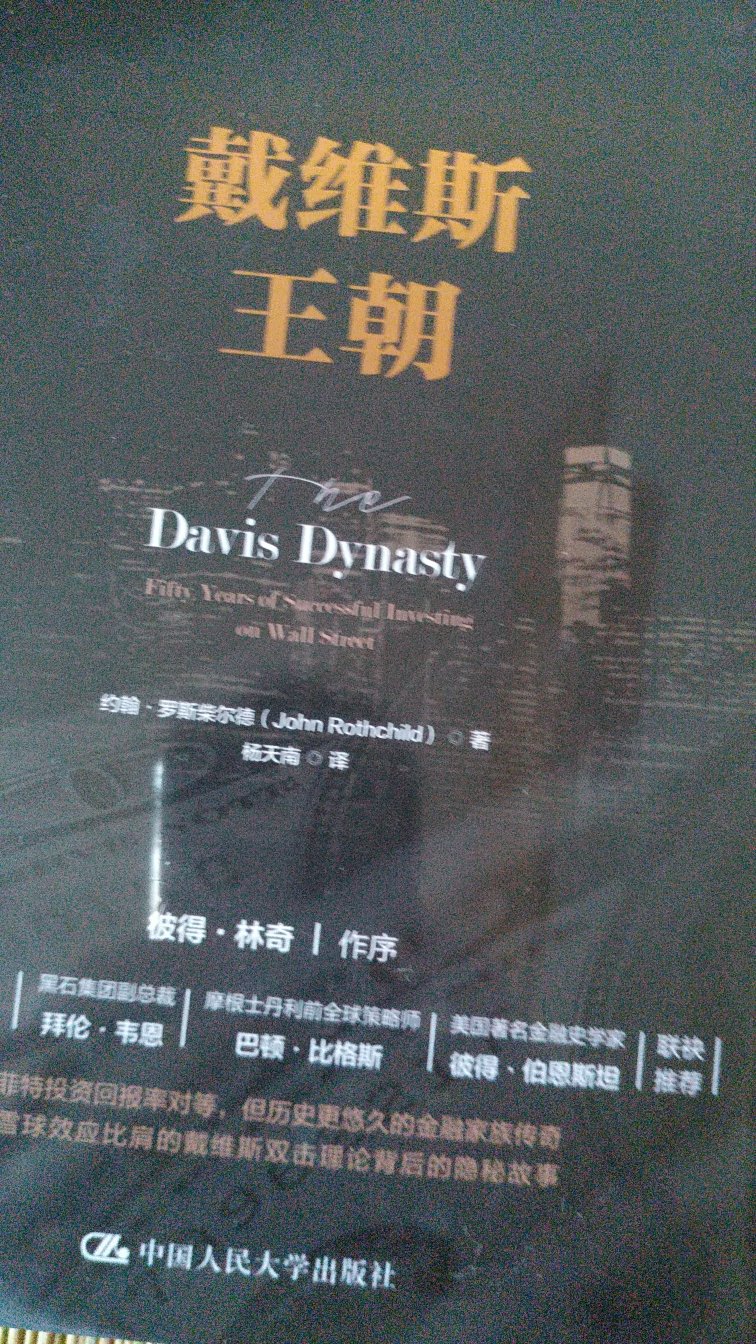 戴维斯
王朝
The
Davis Dynasty
Fifty Years of Successful Investing
on Wall Street
约翰·罗斯柴尔德（John Rothchild）◎ 著
杨天南 ◎ 译
彼得·林奇 | 作序
黑石集团副总裁
拜伦·韦恩
摩根士丹利前全球策略师
巴顿·比格斯
美国著名金融史学家
彼得·伯恩斯坦
联袂
推荐
菲特投资回报率对等，但历史更悠久的金融家族传奇
雪球效应比肩的戴维斯双击理论背后的隐秘故事
中国人民大学出版社